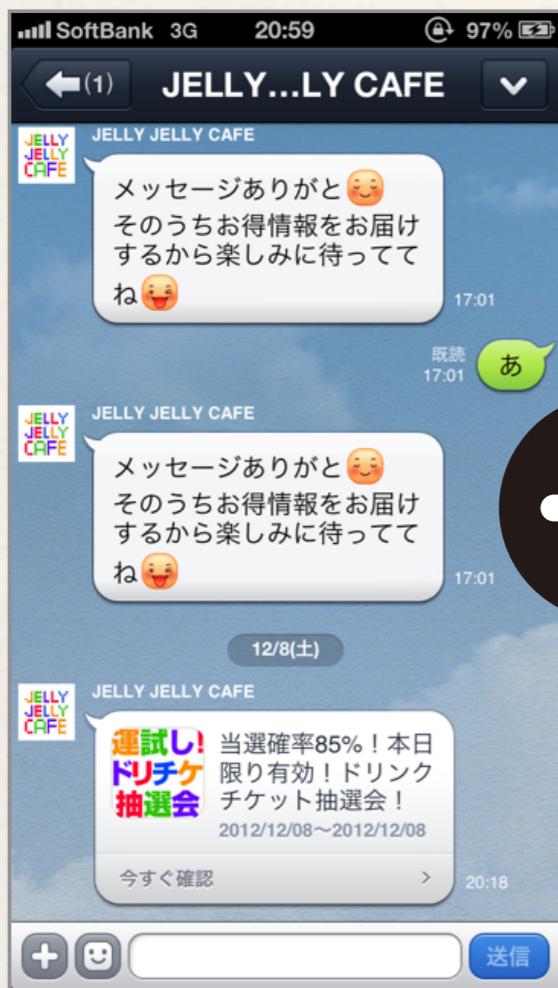 SoftBank 3G 20:59 97%
(1) JELLY...LY CAFE
JELLY
JELLY
CAFE
JELLY JELLY CAFE
メッセージありがと
そのうちお得情報をお届け
するから楽しみに待ってて
ね
17:01
既読
17:01
あ
JELLY
JELLY
CAFE
JELLY JELLY CAFE
メッセージありがと
そのうちお得情報をお届け
するから楽しみに待ってて
ね
17:01
12/8(土)
JELLY
JELLY
CAFE
JELLY JELLY CAFE
運試し!
ドリチケ
抽選会
当選確率85%！本日
限り有効！ドリンク
チケット抽選会！
2012/12/08～2012/12/08
今すぐ確認
20:18
送信